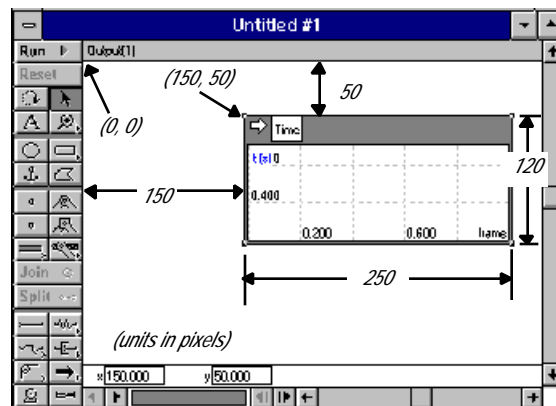 Untitled #1
Run
Output[1]
Reset
(150, 50)
50
(0, 0)
A
Time
t [s] 0
120
150
0.400
0.200
0.600
frame
250
Join
Split
(units in pixels)
x 150.000
y 50.000